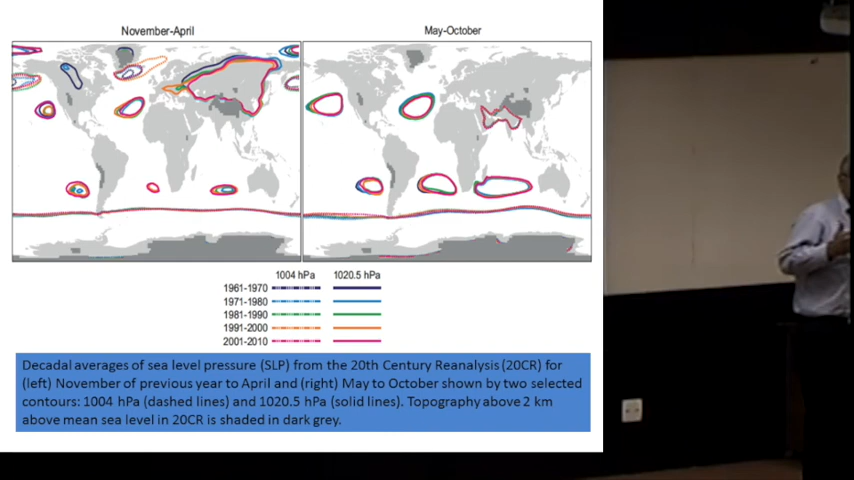 November-April
May-October
1004 hPa 1020.5 hPa
1961-1970
1971-1980
1981-1990
1991-2000
2001-2010
Decadal averages of sea level pressure (SLP) from the 20th Century Reanalysis (20CR) for
(left) November of previous year to April and (right) May to October shown by two selected
contours: 1004 hPa (dashed lines) and 1020.5 hPa (solid lines). Topography above 2 km
above mean sea level in 20CR is shaded in dark grey.